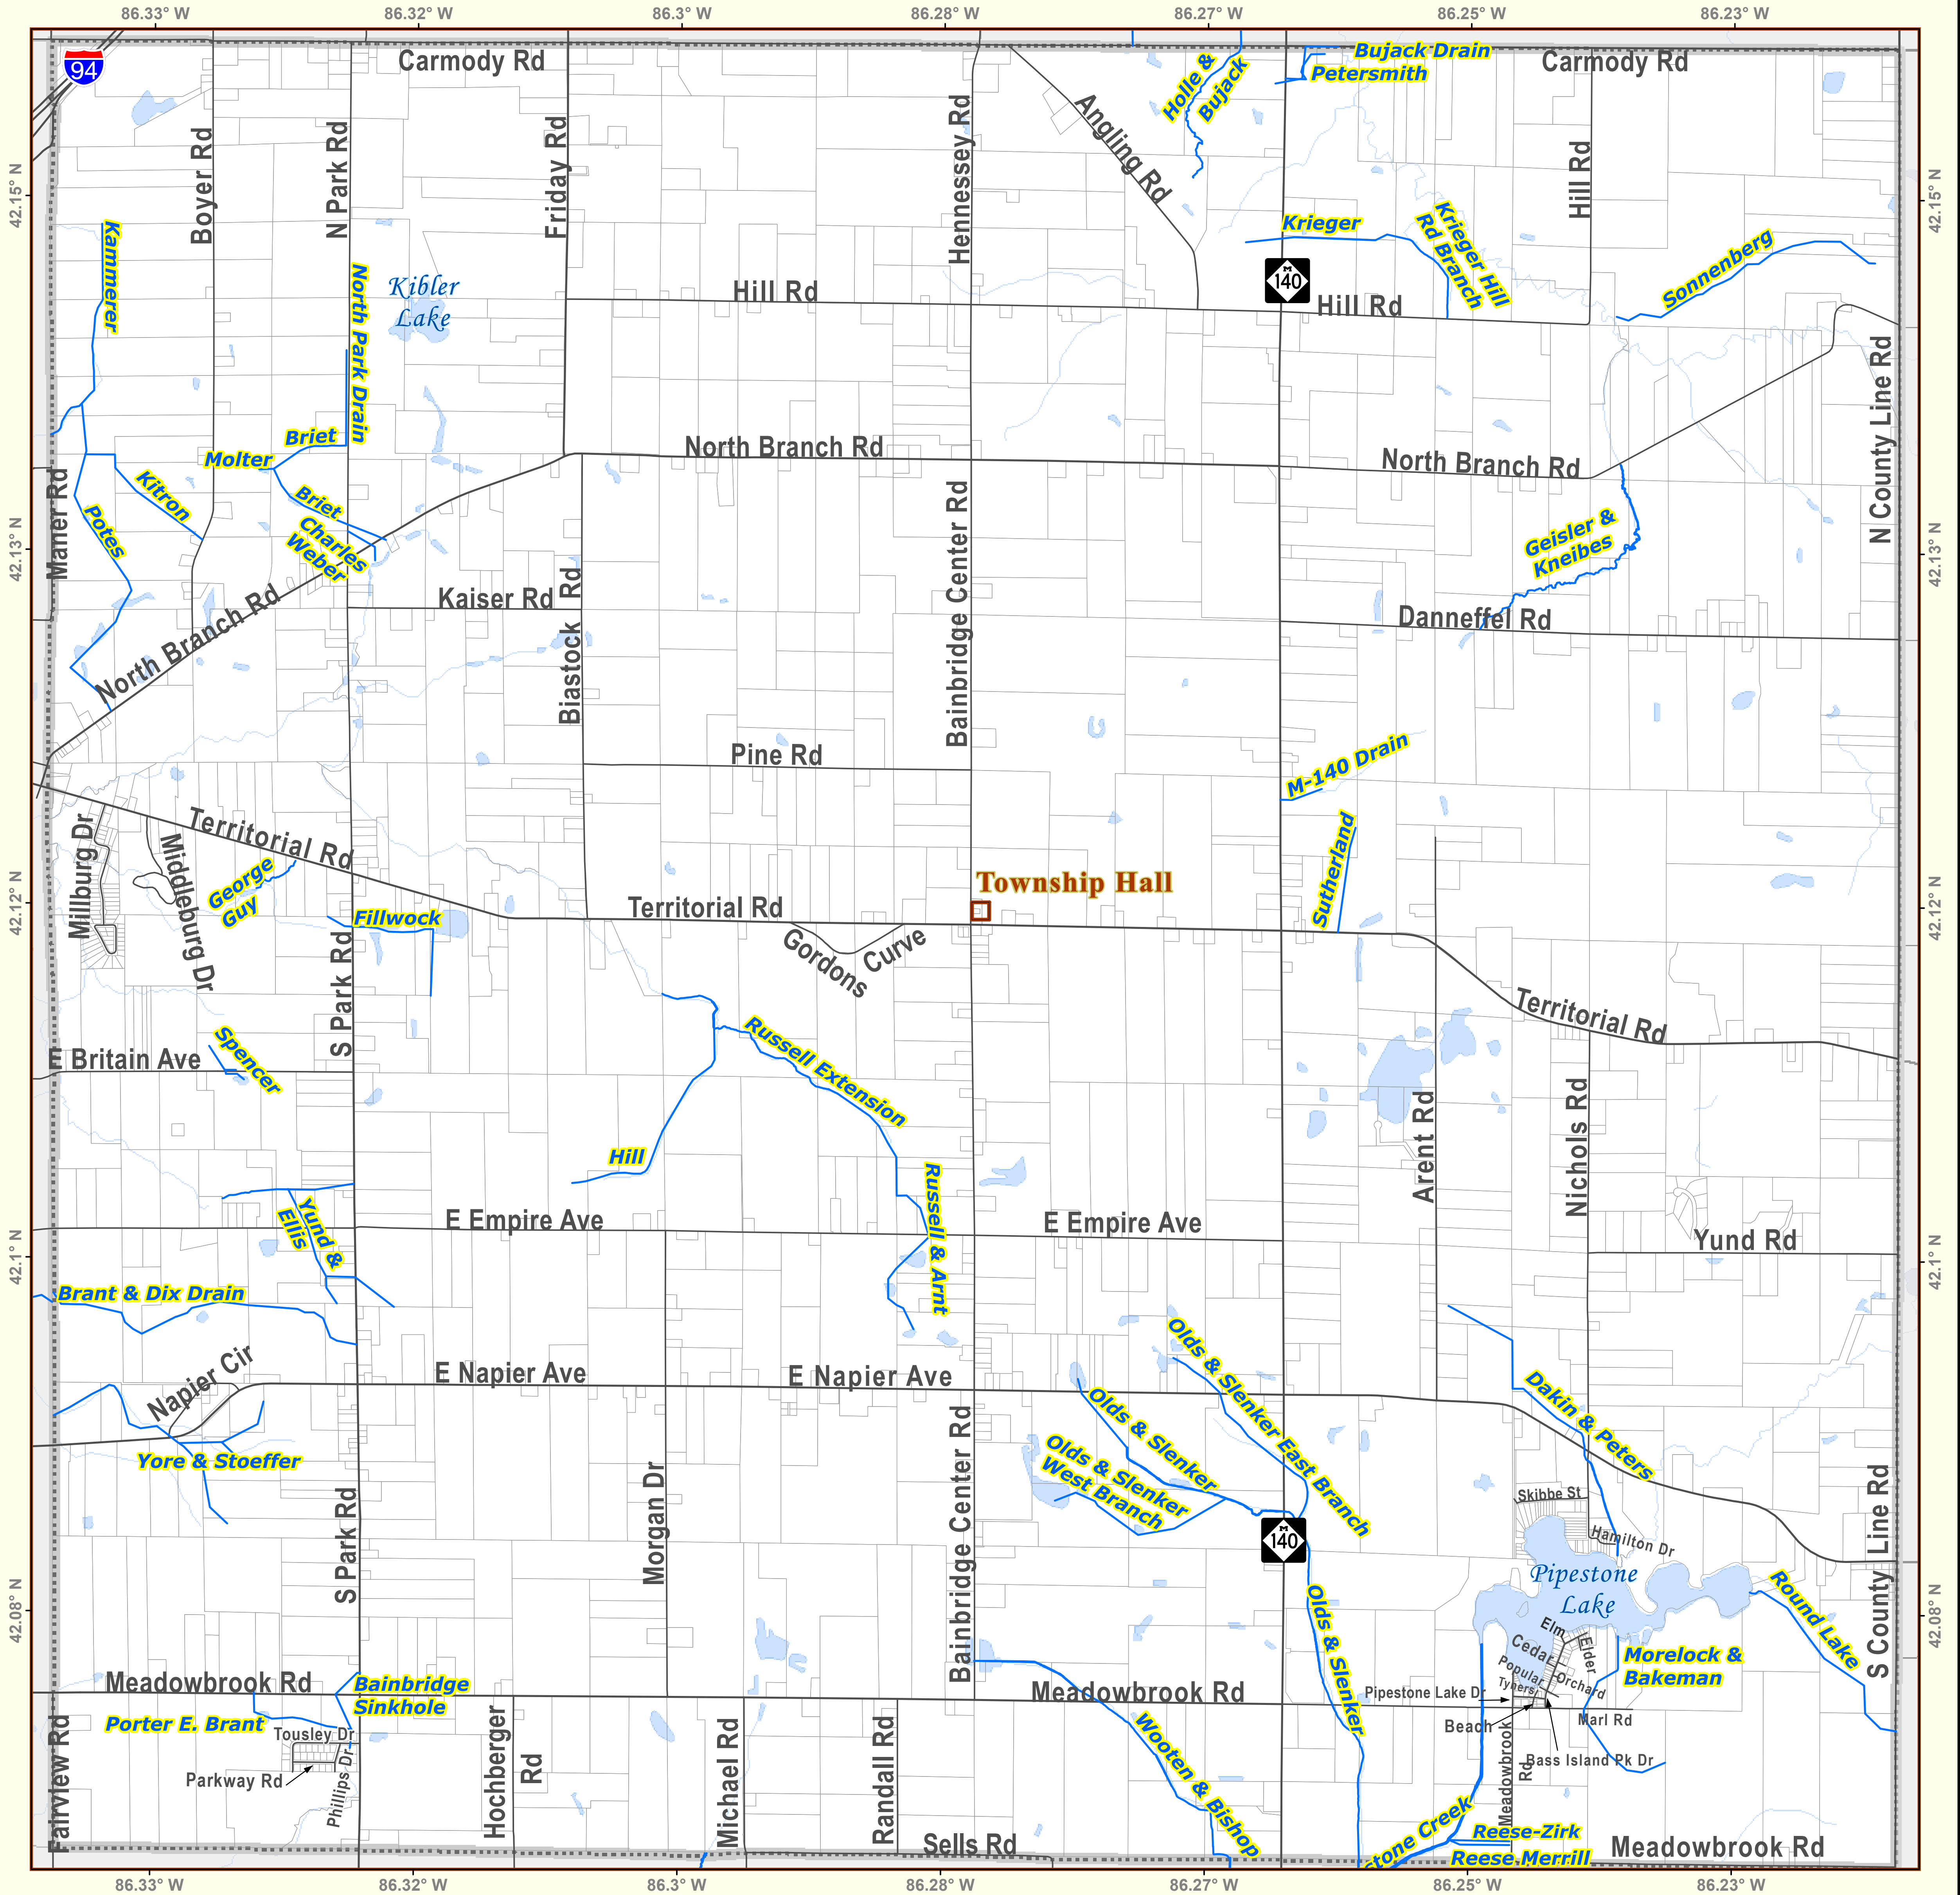 86.33° W
86.32° W
86.3° W
86.28° W
86.27° W
86.25° W
86.23° W
94
Carmody Rd
Holle &
Bujack
Bujack Drain
Petersmith
Carmody Rd
Boyer Rd
N Park Rd
Friday Rd
Hennessey Rd
Angling Rd
Hill Rd
42.15° N
42.15° N
Kammerer
North Park Drain
Kibler
Lake
Krieger
Krieger Hill
Rd Branch
Sonnenberg
M
140
Hill Rd
Hill Rd
N County Line Rd
Briet
Molter
North Branch Rd
North Branch Rd
Maner Rd
Kitron
Potes
Briet
Charles
Weber
Bainbridge Center Rd
Geisler &
Kneibes
42.13° N
42.13° N
North Branch Rd
Kaiser Rd
Biastock Rd
Danneffel Rd
Pine Rd
M-140 Drain
Millburg Dr
Middleburg Dr
Territorial Rd
George
Guy
Sutherland
Township Hall
42.12° N
42.12° N
Fillwock
Territorial Rd
Gordons
Curve
S Park Rd
Territorial Rd
E Britain Ave
Spencer
Russell Extension
Arent Rd
Nichols Rd
Hill
Russell & Arnt
Yund &
Ellis
E Empire Ave
E Empire Ave
Yund Rd
42.1° N
42.1° N
Brant & Dix Drain
Napier Cir
E Napier Ave
E Napier Ave
Olds & Slenker East Branch
Olds & Slenker
Olds & Slenker
West Branch
Dakin & Peters
Yore & Stoeffer
S Park Rd
Morgan Dr
Bainbridge Center Rd
M
140
Skibbe St
Hamilton Dr
S County Line Rd
Pipestone
Lake
Round Lake
42.08° N
42.08° N
Olds & Slenker
Elm
Elder
Cedar
Popular
Orchard
Tyners
Morelock &
Bakeman
Meadowbrook Rd
Bainbridge
Sinkhole
Meadowbrook Rd
Pipestone Lake Dr
Beach
Marl Rd
Bass Island Pk Dr
Porter E. Brant
Tousley Dr
Parkway Rd
Phillips Dr
Fairview Rd
Hochberger
Rd
Michael Rd
Randall Rd
Wooten & Bishop
Meadowbrook
Rd
stone Creek
Reese-Zirk
Reese Merrill
Sells Rd
Meadowbrook Rd
86.33° W
86.32° W
86.3° W
86.28° W
86.27° W
86.25° W
86.23° W